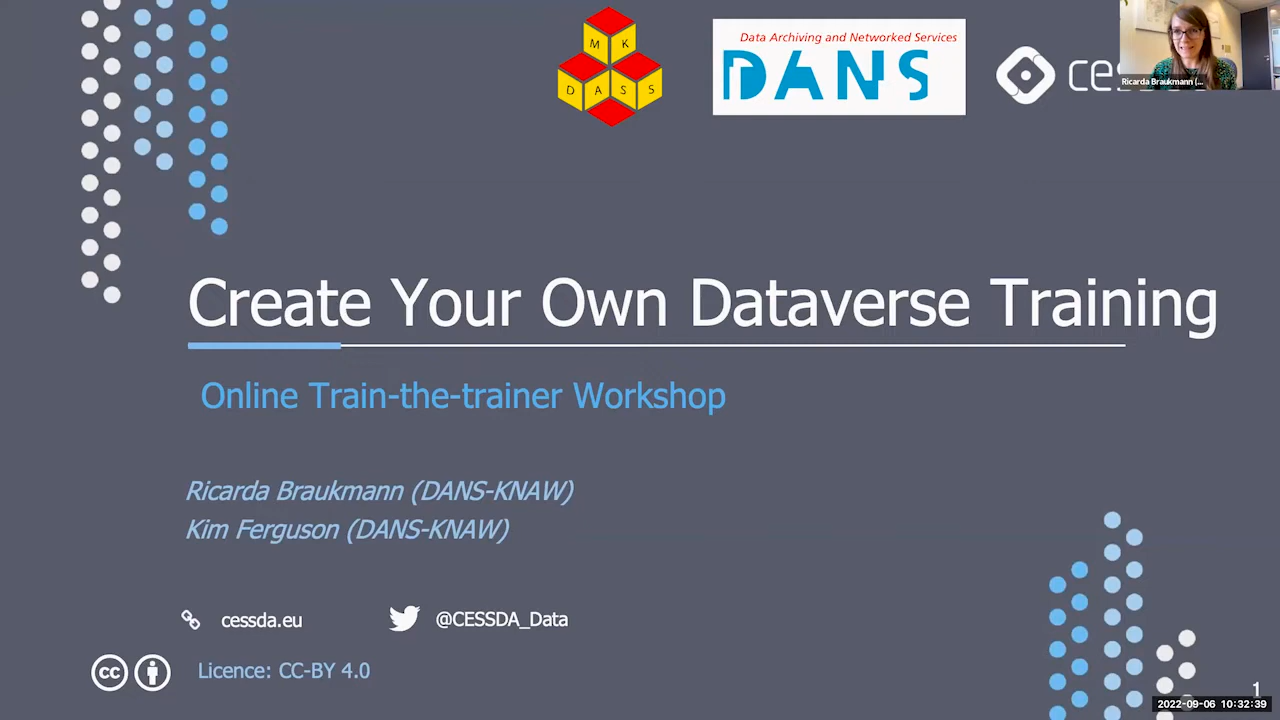 M K
D A S S
Data Archiving and Networked Services
DANS
Ricarda Braukmann (...
Create Your Own Dataverse Training
Online Train-the-trainer Workshop
Ricarda Braukmann (DANS-KNAW)
Kim Ferguson (DANS-KNAW)
cessda.eu
@CESSDA_Data
cc
Licence: CC-BY 4.0
1
2022-09-06 10:32:39